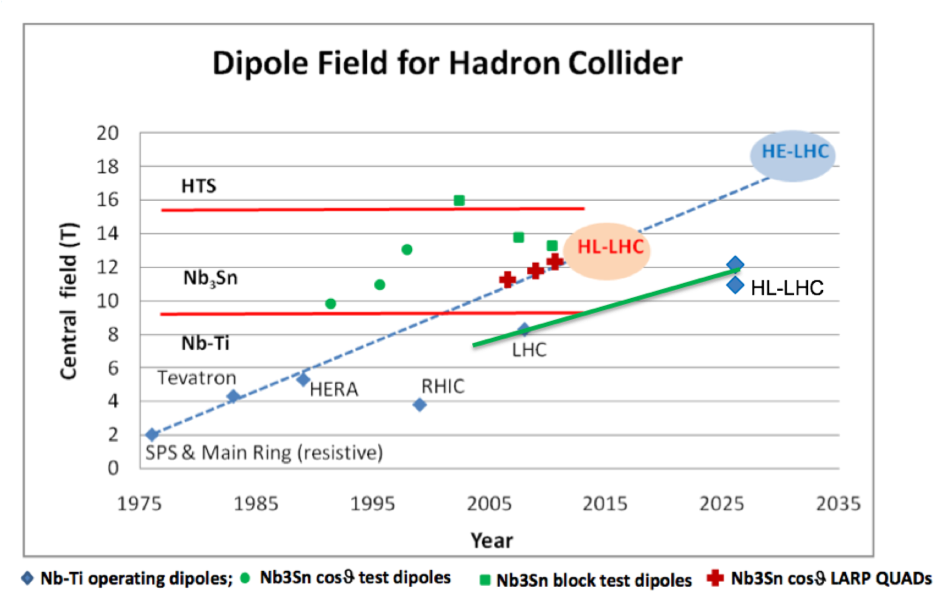 Dipole Field for Hadron Collider
20
18
16
14
12
10
8
6
4
2
0
Central field (T)
HTS
Nb₃Sn
Nb-Ti
HE-LHC
HL-LHC
HL-LHC
LHC
Tevatron
HERA
RHIC
SPS & Main Ring (resistive)
1975 1985 1995 2005 2015 2025 2035
Year
Nb-Ti operating dipoles; Nb3Sn cosϑ test dipoles Nb3Sn block test dipoles Nb3Sn cosϑ LARP QUADs